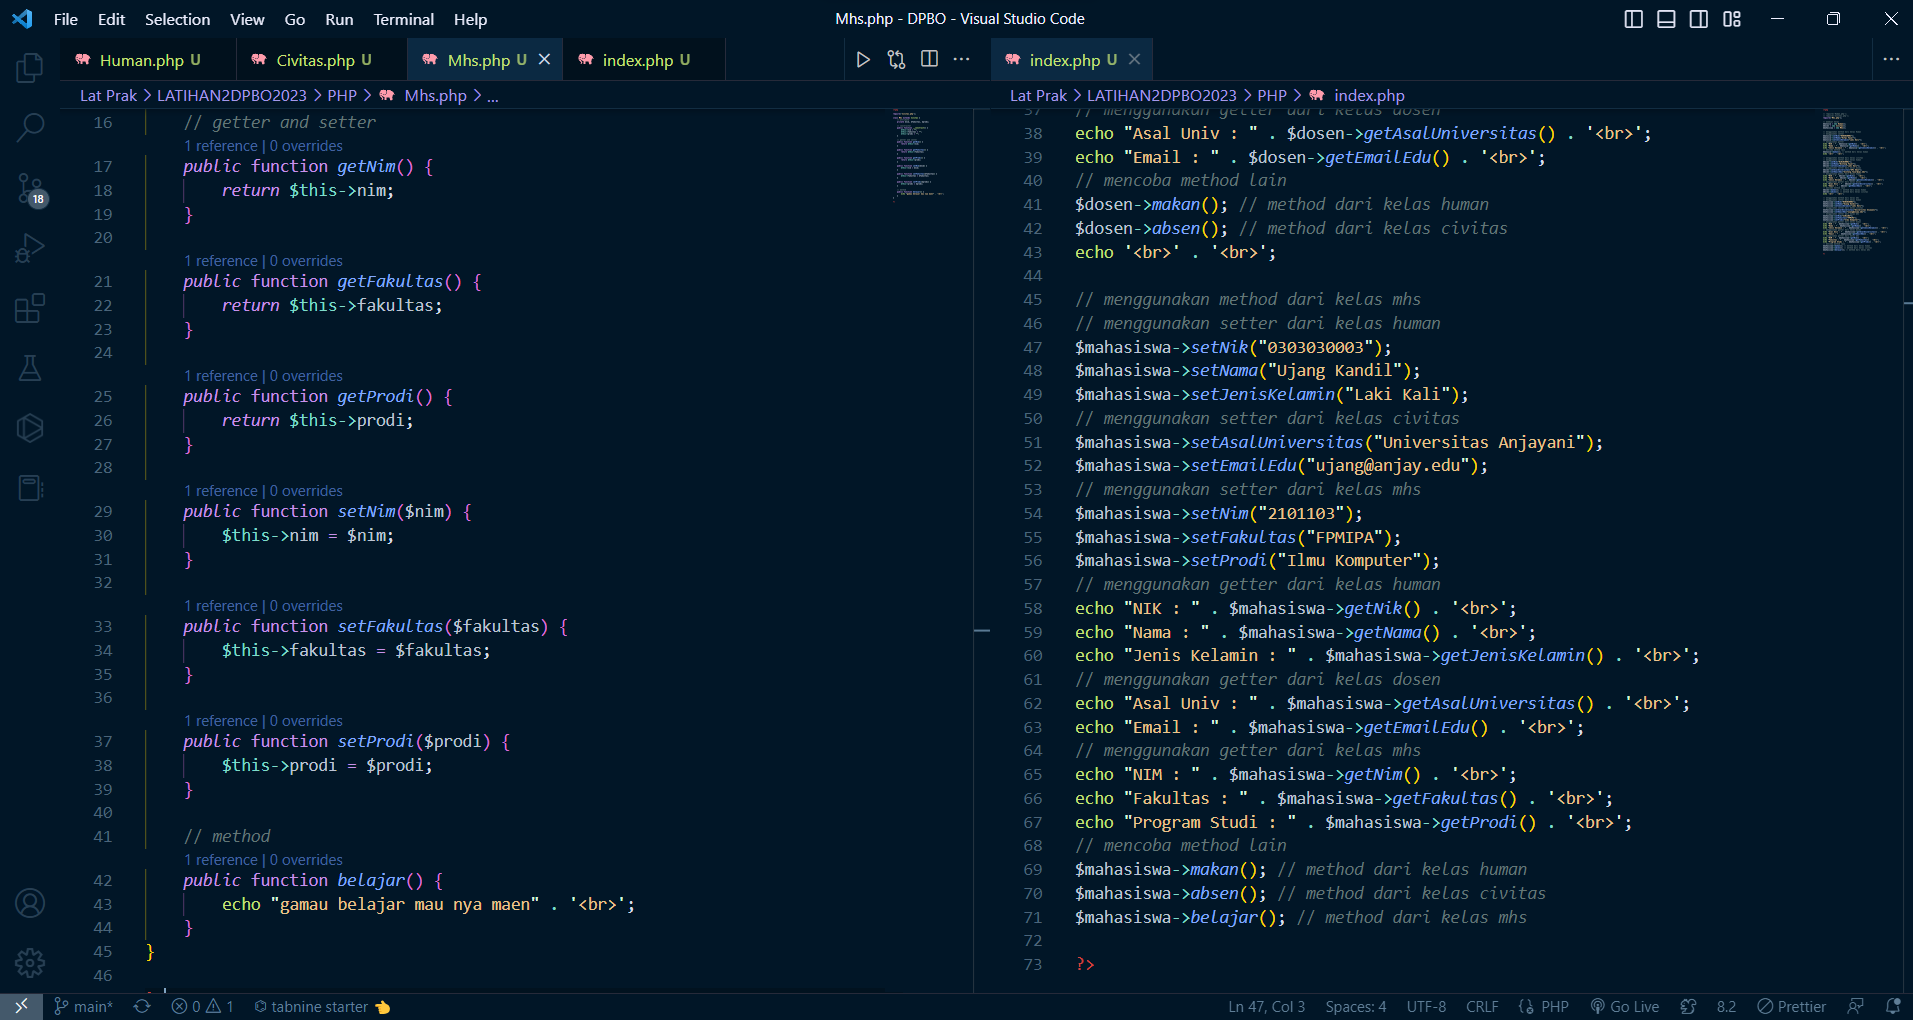 File Edit Selection View Go Run Terminal Help
Mhs.php - DPBO - Visual Studio Code
Human.php U
Civitas.php U
Mhs.php U
index.php U
index.php U
Lat Prak > LATIHAN2DPBO2023 > PHP > Mhs.php > ...
16 // getter and setter
1 reference | 0 overrides
17 public function getNim() {
18 return $this->nim;
19 }
20
1 reference | 0 overrides
21 public function getFakultas() {
22 return $this->fakultas;
23 }
24
1 reference | 0 overrides
25 public function getProdi() {
26 return $this->prodi;
27 }
28
1 reference | 0 overrides
29 public function setNim($nim) {
30 $this->nim = $nim;
31 }
32
1 reference | 0 overrides
33 public function setFakultas($fakultas) {
34 $this->fakultas = $fakultas;
35 }
36
1 reference | 0 overrides
37 public function setProdi($prodi) {
38 $this->prodi = $prodi;
39 }
40
41 // method
1 reference | 0 overrides
42 public function belajar() {
43 echo "gamau belajar mau nya maen" . '<br>';
44 }
45 }
46
Lat Prak > LATIHAN2DPBO2023 > PHP > index.php
37 // menggunakan getter dari kelas dosen
38 echo "Asal Univ : " . $dosen->getAsalUniversitas() . '<br>';
39 echo "Email : " . $dosen->getEmailEdu() . '<br>';
40 // mencoba method lain
41 $dosen->makan(); // method dari kelas human
42 $dosen->absen(); // method dari kelas civitas
43 echo '<br>' . '<br>';
44
45 // menggunakan method dari kelas mhs
46 // menggunakan setter dari kelas human
47 $mahasiswa->setNik("0303030003");
48 $mahasiswa->setNama("Ujang Kandil");
49 $mahasiswa->setJenisKelamin("Laki Kali");
50 // menggunakan setter dari kelas civitas
51 $mahasiswa->setAsalUniversitas("Universitas Anjayani");
52 $mahasiswa->setEmailEdu("ujang@anjay.edu");
53 // menggunakan setter dari kelas mhs
54 $mahasiswa->setNim("2101103");
55 $mahasiswa->setFakultas("FPMIPA");
56 $mahasiswa->setProdi("Ilmu Komputer");
57 // menggunakan getter dari kelas human
58 echo "NIK : " . $mahasiswa->getNik() . '<br>';
59 echo "Nama : " . $mahasiswa->getNama() . '<br>';
60 echo "Jenis Kelamin : " . $mahasiswa->getJenisKelamin() . '<br>';
61 // menggunakan getter dari kelas dosen
62 echo "Asal Univ : " . $mahasiswa->getAsalUniversitas() . '<br>';
63 echo "Email : " . $mahasiswa->getEmailEdu() . '<br>';
64 // menggunakan getter dari kelas mhs
65 echo "NIM : " . $mahasiswa->getNim() . '<br>';
66 echo "Fakultas : " . $mahasiswa->getFakultas() . '<br>';
67 echo "Program Studi : " . $mahasiswa->getProdi() . '<br>';
68 // mencoba method lain
69 $mahasiswa->makan(); // method dari kelas human
70 $mahasiswa->absen(); // method dari kelas civitas
71 $mahasiswa->belajar(); // method dari kelas mhs
72
73 ?>
18
main* 0 1 tabnine starter
Ln 47, Col 3 Spaces: 4 UTF-8 CRLF {} PHP Go Live 8.2 Prettier